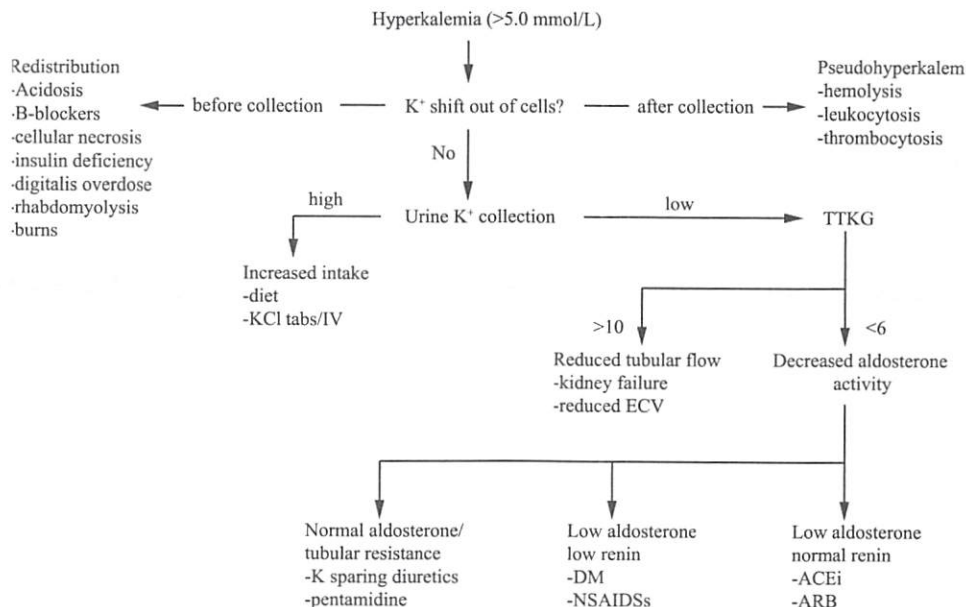 Hyperkalemia (>5.0 mmol/L)
Redistribution
·Acidosis
·B-blockers
·cellular necrosis
·insulin deficiency
·digitalis overdose
·rhabdomyolysis
·burns
before collection
K⁺ shift out of cells?
after collection
Pseudohyperkalem
-hemolysis
-leukocytosis
-thrombocytosis
No
high
Urine K⁺ collection
low
TTKG
Increased intake
-diet
-KCl tabs/IV
>10
<6
Reduced tubular flow
-kidney failure
-reduced ECV
Decreased aldosterone
activity
Normal aldosterone/
tubular resistance
-K sparing diuretics
-pentamidine
Low aldosterone
low renin
-DM
-NSAIDSs
Low aldosterone
normal renin
-ACEi
-ARB